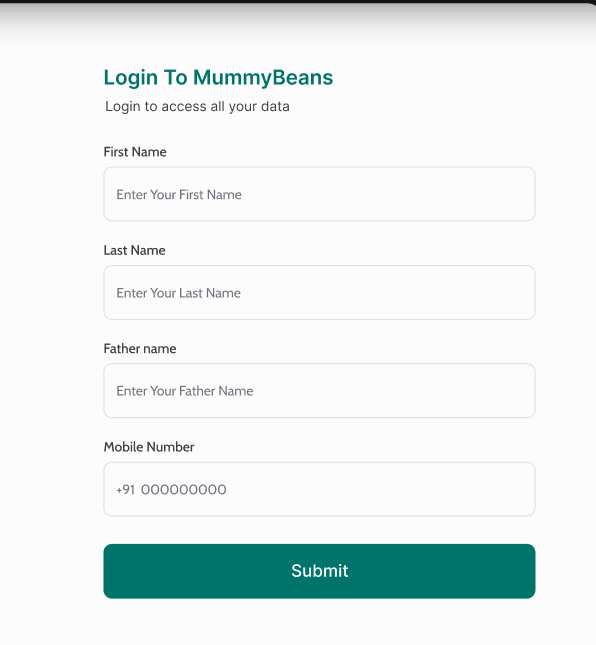 Login To MummyBeans
Login to access all your data
First Name
Enter Your First Name
Last Name
Enter Your Last Name
Father name
Enter Your Father Name
Mobile Number
+91 000000000
Submit